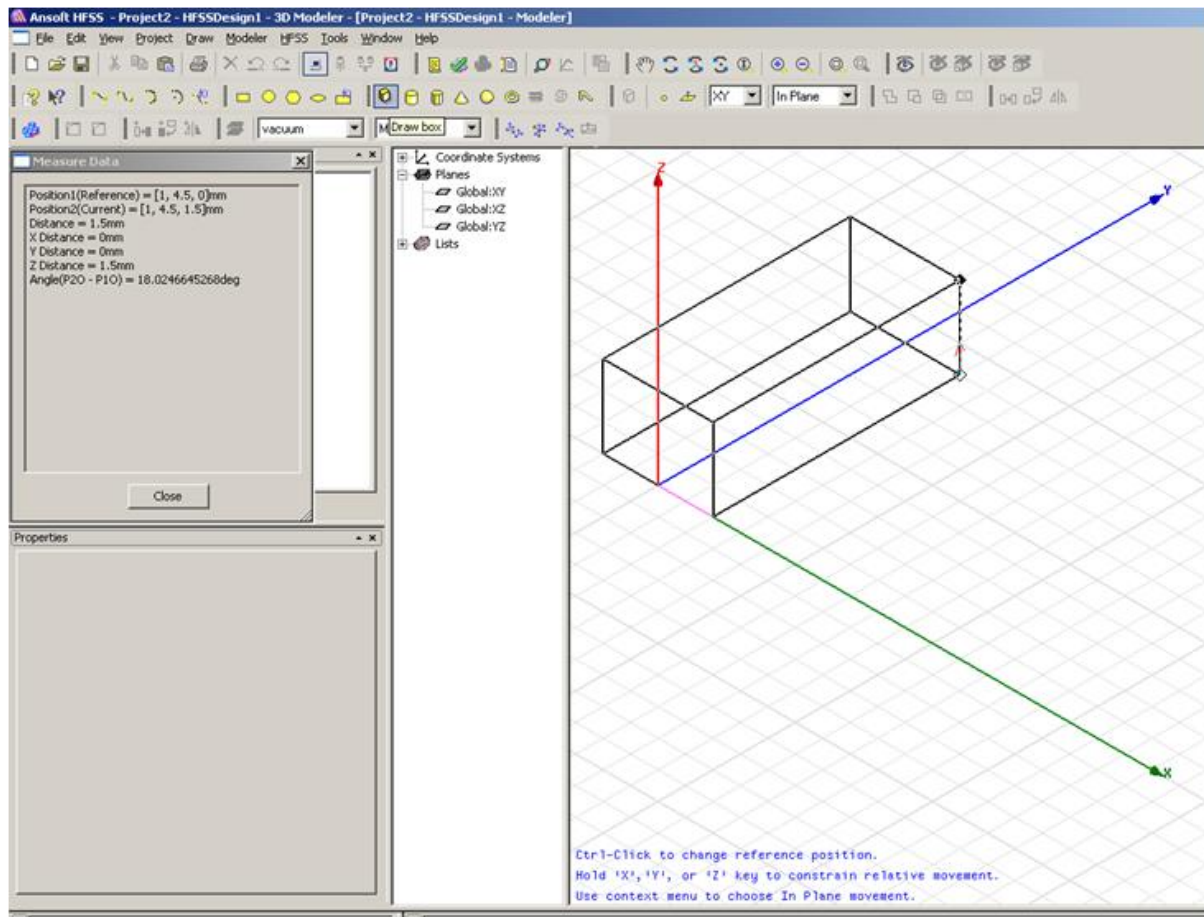 Ansoft HFSS - Project2 - HFSSDesign1 - 3D Modeler - [Project2 - HFSSDesign1 - Modeler]
File Edit View Project Draw Modeler HFSS Tools Window Help
XY In Plane
vacuum M Draw box
Measure Data
Position1(Reference) = [1, 4.5, 0]mm
Position2(Current) = [1, 4.5, 1.5]mm
Distance = 1.5mm
X Distance = 0mm
Y Distance = 0mm
Z Distance = 1.5mm
Angle(P2O - P1O) = 18.0246645268deg
Close
Properties
Coordinate Systems
Planes
Global:XY
Global:XZ
Global:YZ
Lists
Z
Y
X
Ctrl-Click to change reference position.
Hold 'X','Y', or 'Z' key to constrain relative movement.
Use context menu to choose In Plane movement.